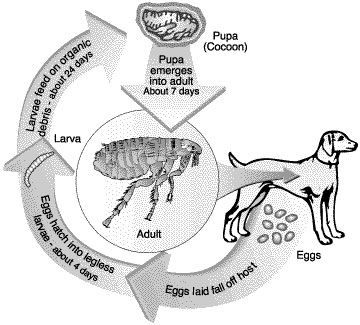 Pupa
(Cocoon)
Pupa
emerges
into adult
About 7 days
Larvae feed on organic
debris - about 24 days
Larva
Adult
Eggs
Eggs hatch into legless
larvae - about 4 days
Eggs laid fall off host